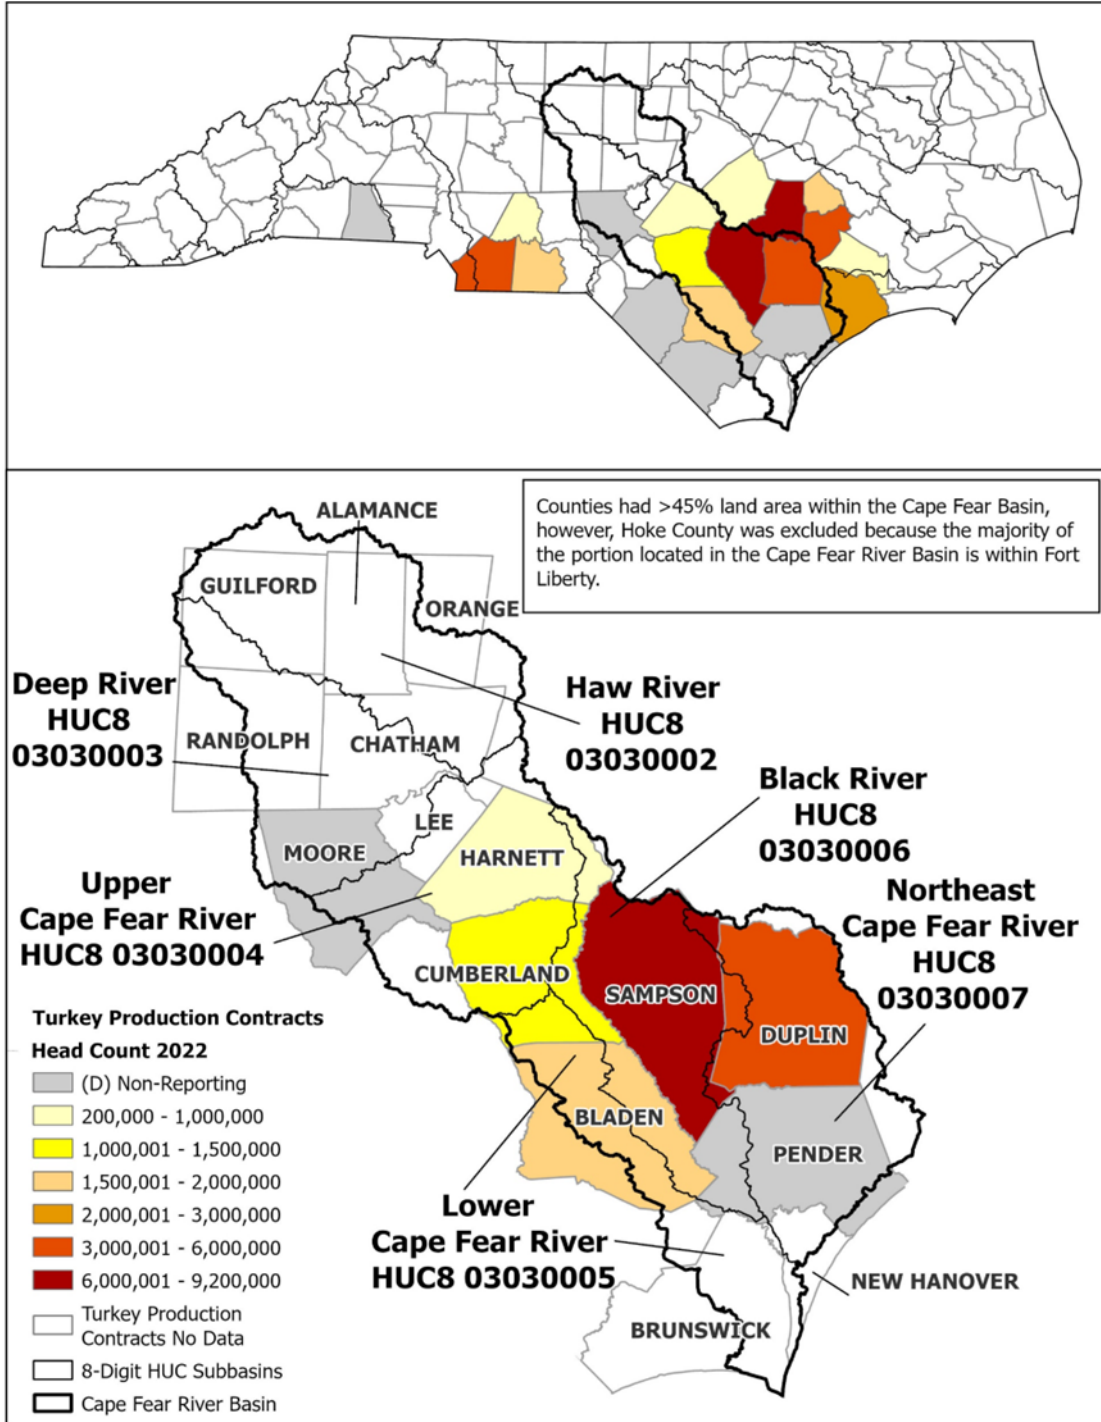 Counties had >45% land area within the Cape Fear Basin,
however, Hoke County was excluded because the majority of
the portion located in the Cape Fear River Basin is within Fort
Liberty.
ALAMANCE
GUILFORD
ORANGE
Deep River
HUC8
03030003
Haw River
HUC8
03030002
RANDOLPH
CHATHAM
Black River
HUC8
03030006
LEE
MOORE
HARNETT
Upper
Cape Fear River
HUC8 03030004
Northeast
Cape Fear River
HUC8
03030007
CUMBERLAND
SAMPSON
DUPLIN
BLADEN
PENDER
Lower
Cape Fear River
HUC8 03030005
NEW HANOVER
BRUNSWICK
Turkey Production Contracts
Head Count 2022
(D) Non-Reporting
200,000 - 1,000,000
1,000,001 - 1,500,000
1,500,001 - 2,000,000
2,000,001 - 3,000,000
3,000,001 - 6,000,000
6,000,001 - 9,200,000
Turkey Production
Contracts No Data
8-Digit HUC Subbasins
Cape Fear River Basin